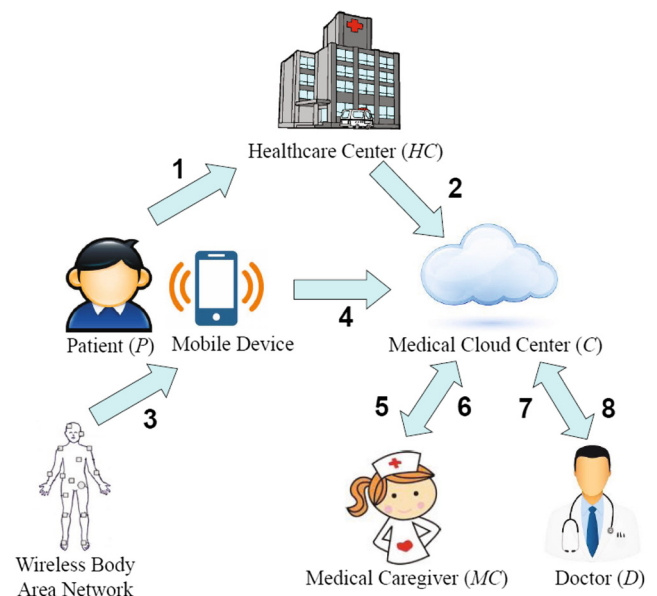 Healthcare Center (HC)
1
2
Patient (P)
Mobile Device
4
Medical Cloud Center (C)
3
5
6
7
8
Wireless Body
Area Network
Medical Caregiver (MC)
Doctor (D)